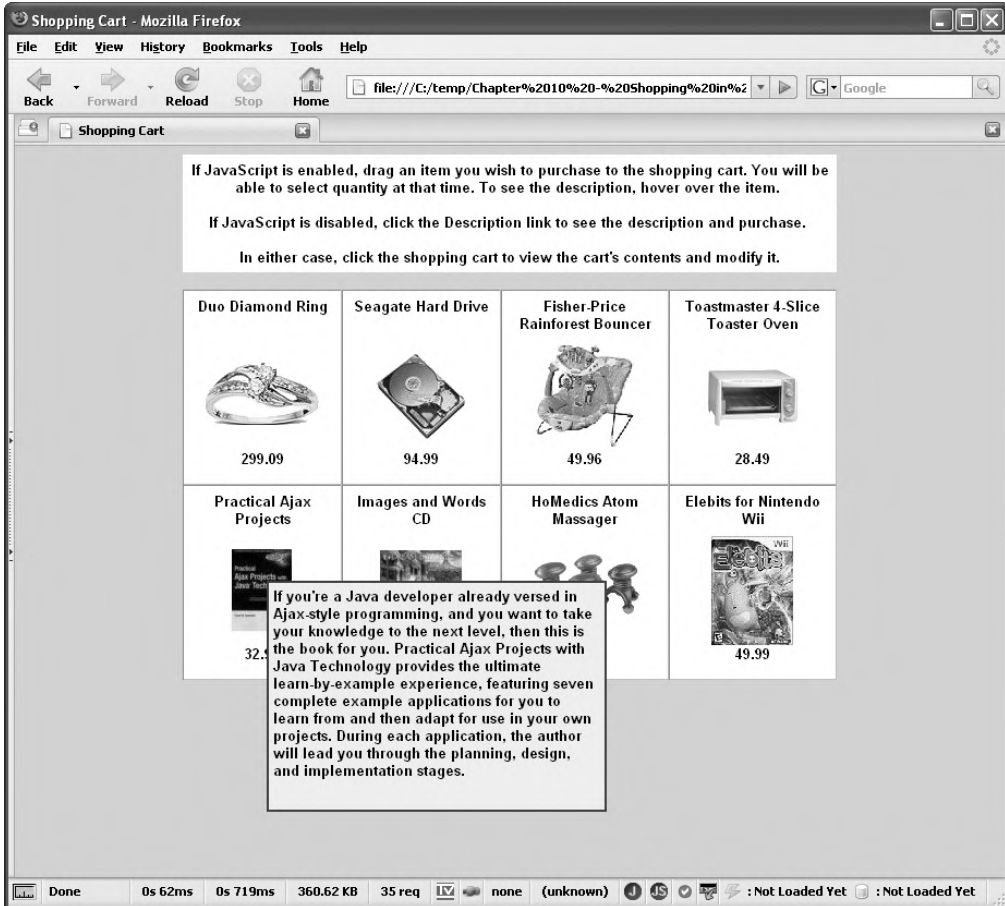 Shopping Cart - Mozilla Firefox
File Edit View History Bookmarks Tools Help
Back Forward Reload Stop Home
file:///C:/temp/Chapter%2010%20-%20Shopping%20in%2
G Google
Shopping Cart
If JavaScript is enabled, drag an item you wish to purchase to the shopping cart. You will be
able to select quantity at that time. To see the description, hover over the item.
If JavaScript is disabled, click the Description link to see the description and purchase.
In either case, click the shopping cart to view the cart's contents and modify it.
Duo Diamond Ring
299.09
Seagate Hard Drive
94.99
Fisher-Price
Rainforest Bouncer
49.96
Toastmaster 4-Slice
Toaster Oven
28.49
Practical Ajax
Projects
Practical
Ajax Projects with
Java Tech
32.9
Images and Words
CD
HoMedics Atom
Massager
Elebits for Nintendo
Wii
Wii
Elebits
E
49.99
If you're a Java developer already versed in
Ajax-style programming, and you want to take
your knowledge to the next level, then this is
the book for you. Practical Ajax Projects with
Java Technology provides the ultimate
learn-by-example experience, featuring seven
complete example applications for you to
learn from and then adapt for use in your own
projects. During each application, the author
will lead you through the planning, design,
and implementation stages.
Done 0s 62ms 0s 719ms 360.62 KB 35 req none (unknown) J JS : Not Loaded Yet : Not Loaded Yet